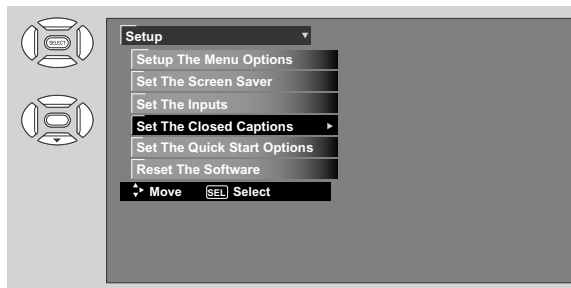 SELECT
Setup
Setup The Menu Options
Set The Screen Saver
Set The Inputs
Set The Closed Captions
Set The Quick Start Options
Reset The Software
Move SEL Select